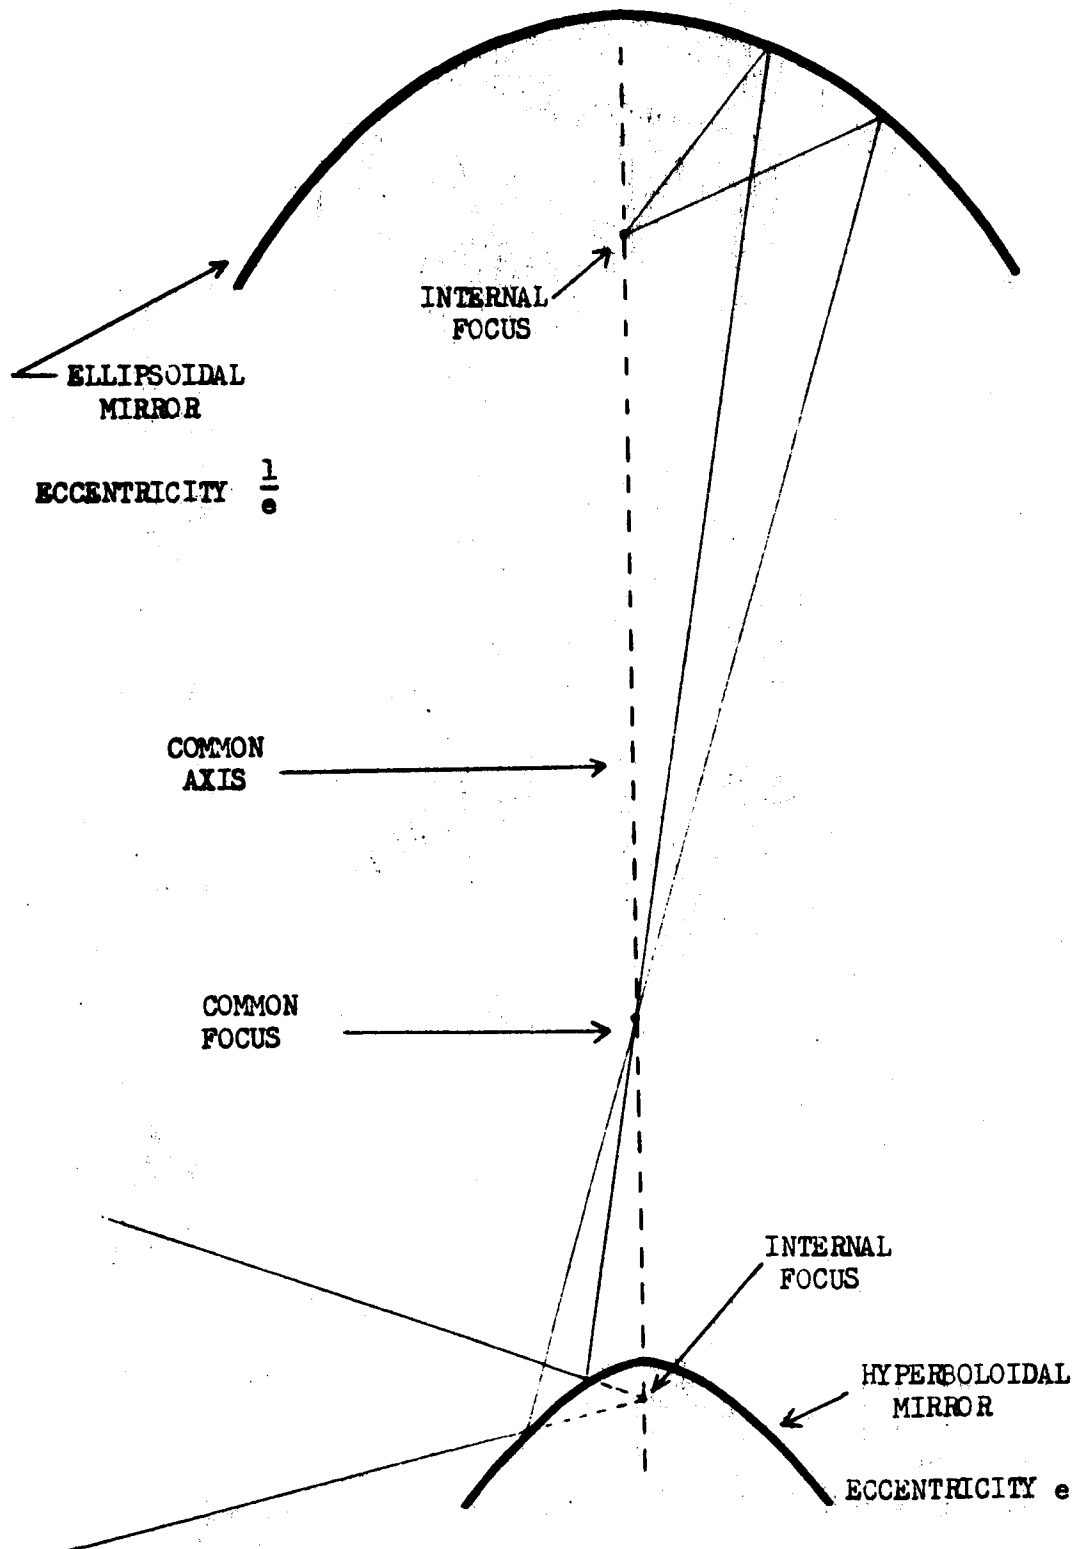 INTERNAL
FOCUS
ELLIPSOIDAL
MIRROR
ECCENTRICITY 1/e
COMMON
AXIS
COMMON
FOCUS
INTERNAL
FOCUS
HYPERBOLOIDAL
MIRROR
ECCENTRICITY e